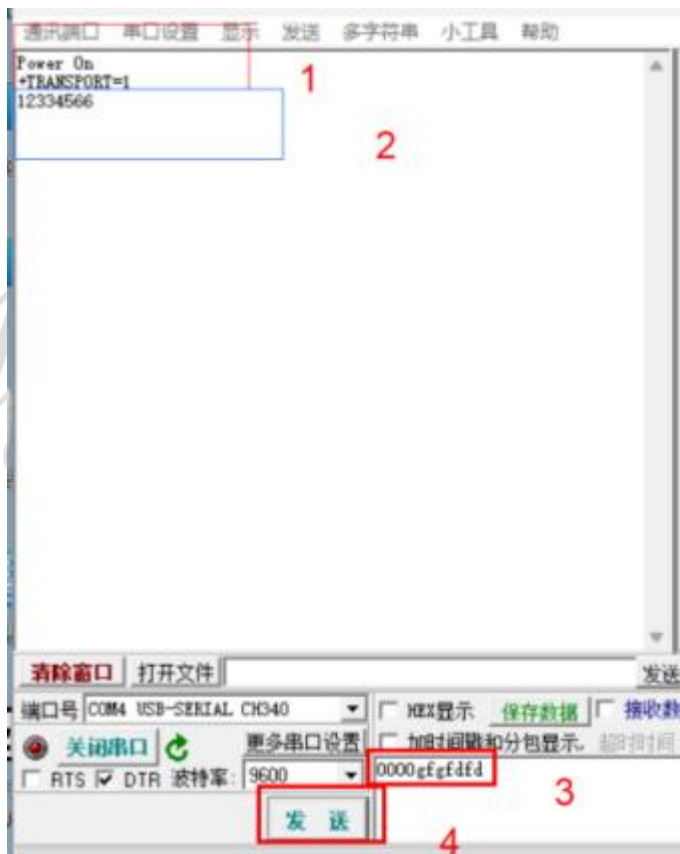 通讯端口 串口设置 显示 发送 多字符串 小工具 帮助
Power On
+TRANSPORT=1
1
12334566
2
清除窗口 打开文件 发送
端口号 COM4 USB-SERIAL CH340 HEX显示 保存数据 接收数
关闭串口 更多串口设置 加时间戳和分包显示. 超时时间
RTS DTR 波特率: 9600 0000gfgfdfd
3
发 送
4